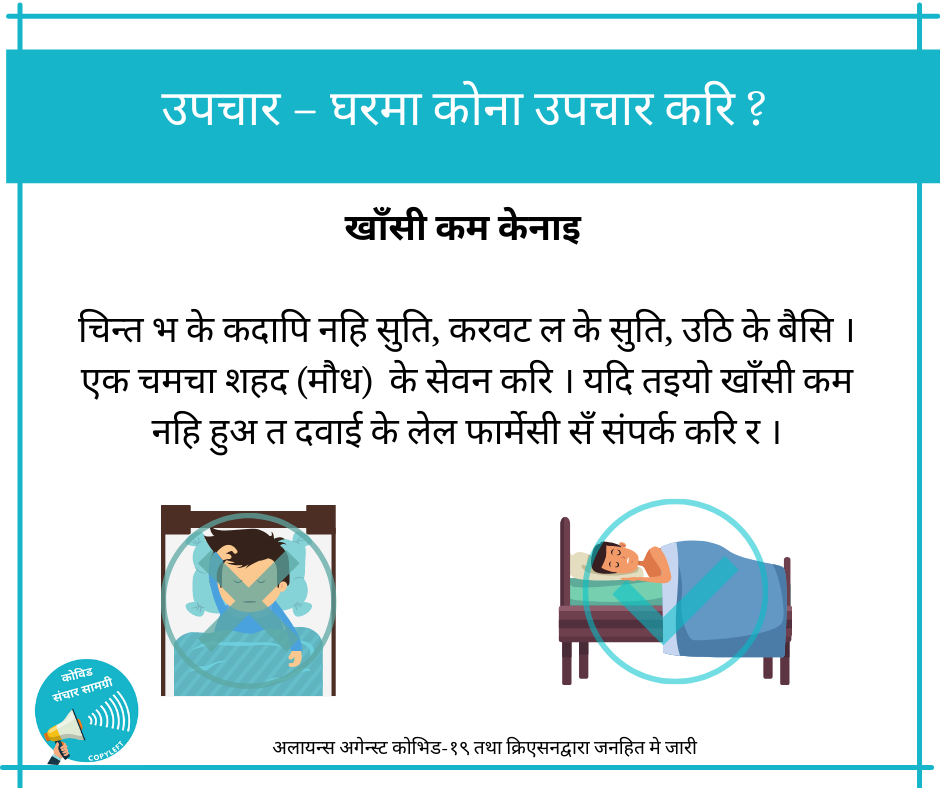 उपचार – घरमा कोना उपचार करि ?
खाँसी कम केनाइ
चिन्त भ के कदापि नहि सुति, करवट ल के सुति, उठि के बैसि ।
एक चमचा शहद (मौध) के सेवन करि । यदि तइयो खाँसी कम
नहि हुअ त दवाई के लेल फार्मेसी सँ संपर्क करि र ।
कोविड
संचार सामग्री
COPYLEFT
अलायन्स अगेन्स्ट कोभिड-१९ तथा क्रिएसनद्वारा जनहित मे जारी